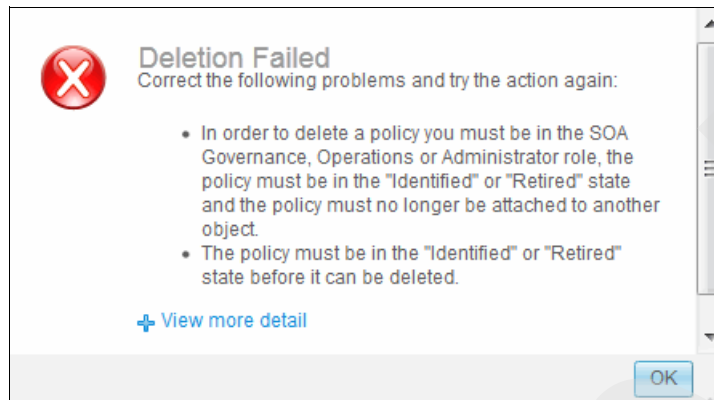 Deletion Failed
Correct the following problems and try the action again:
• In order to delete a policy you must be in the SOA
Governance, Operations or Administrator role, the
policy must be in the "Identified" or "Retired" state
and the policy must no longer be attached to another
object.
• The policy must be in the "Identified" or "Retired"
state before it can be deleted.
View more detail
OK